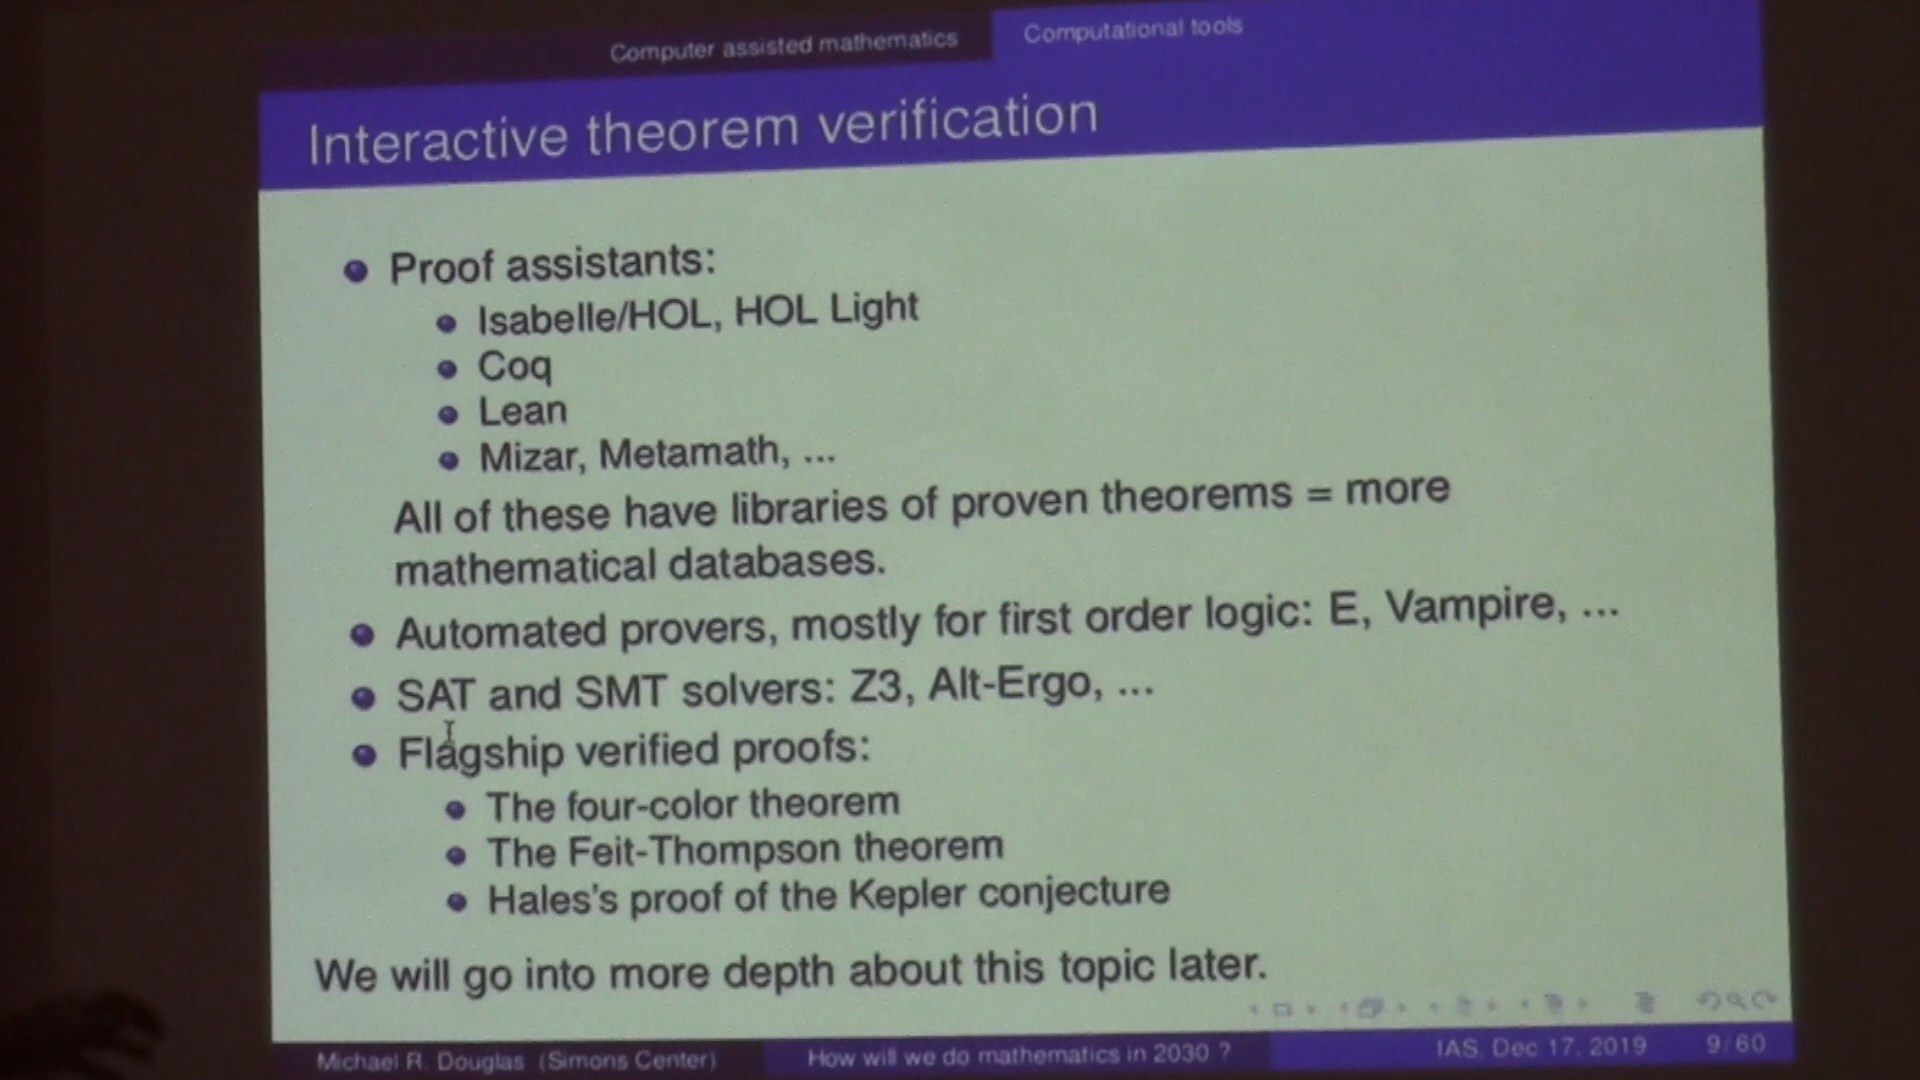 Computer assisted mathematics
Computational tools
Interactive theorem verification
Proof assistants:
Isabelle/HOL, HOL Light
Coq
Lean
Mizar, Metamath, ...
All of these have libraries of proven theorems = more
mathematical databases.
Automated provers, mostly for first order logic: E, Vampire, ...
SAT and SMT solvers: Z3, Alt-Ergo, ...
Flagship verified proofs:
The four-color theorem
The Feit-Thompson theorem
Hales's proof of the Kepler conjecture
We will go into more depth about this topic later.
Michael R. Douglas (Simons Center)
How will we do mathematics in 2030 ?
IAS, Dec 17, 2019
9/60